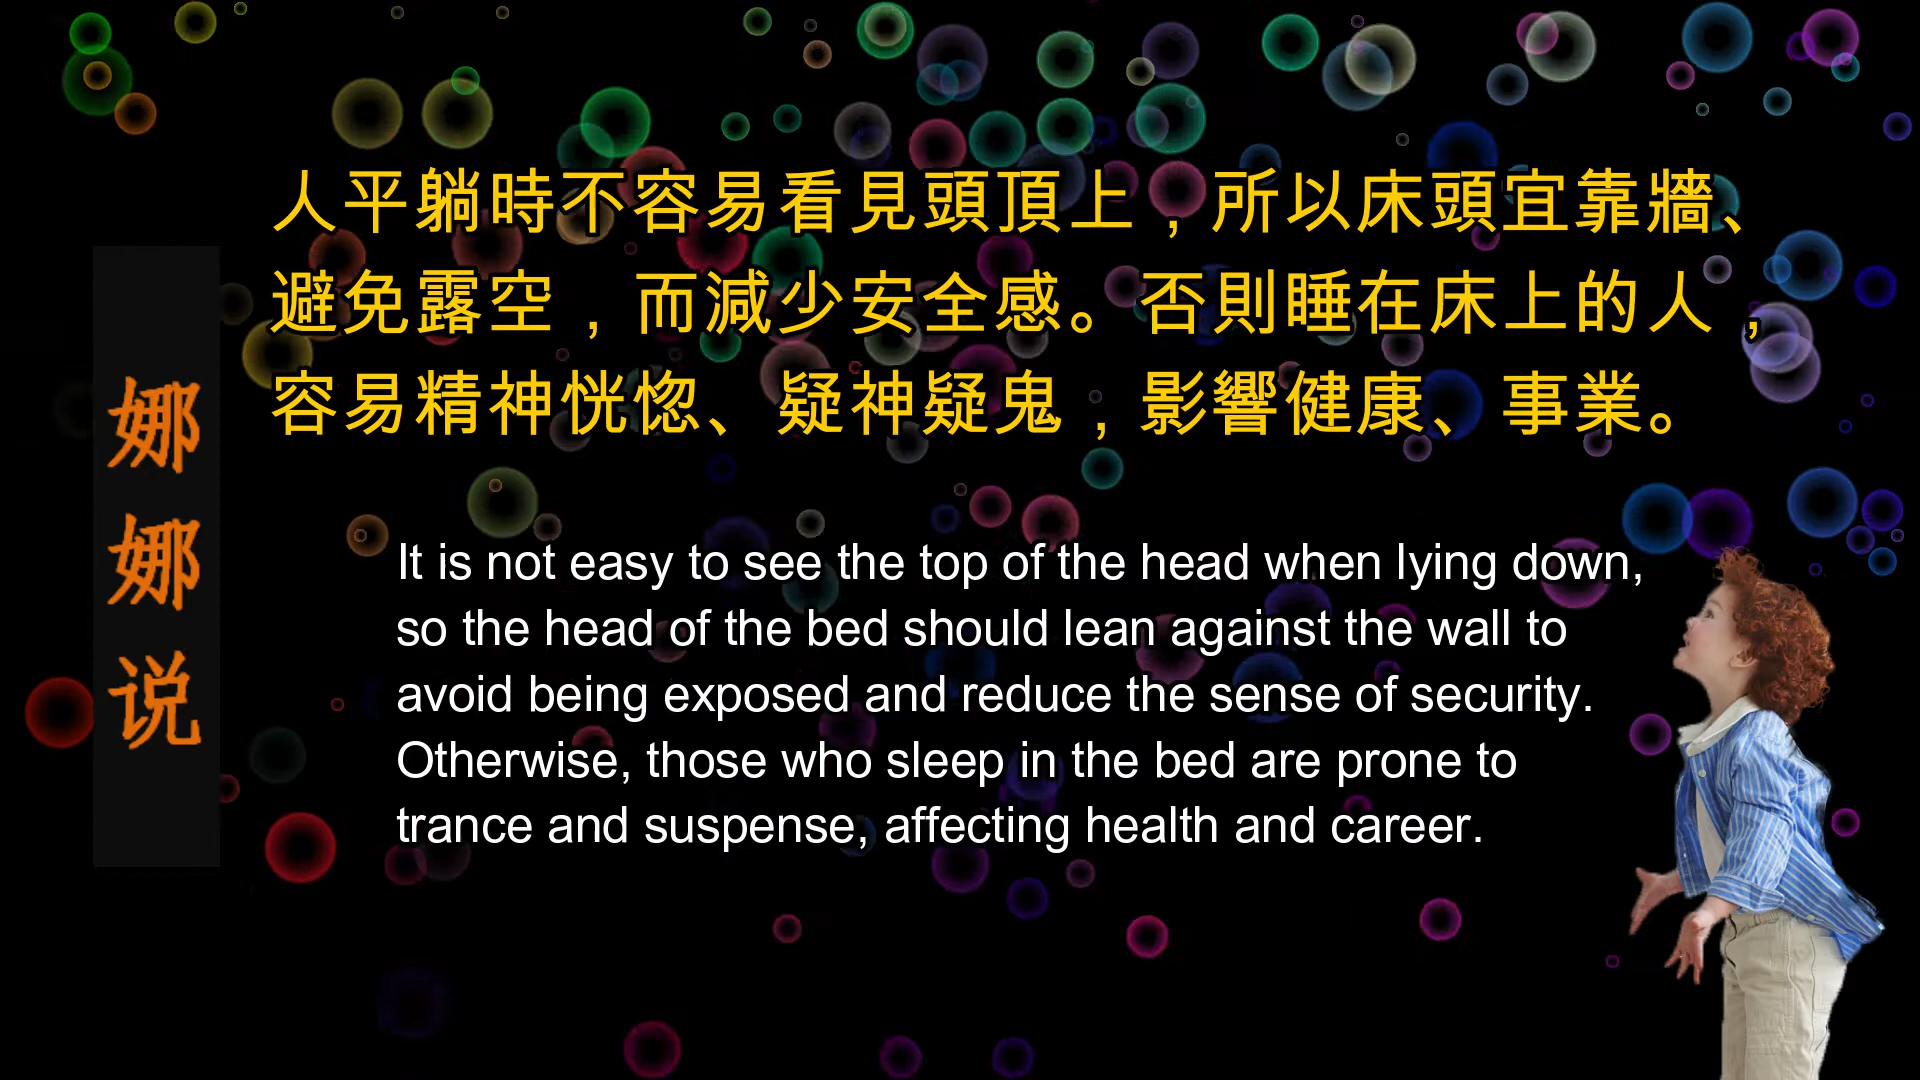 人平躺時不容易看見頭頂上，所以床頭宜靠牆、
避免露空，而減少安全感。否則睡在床上的人，
容易精神恍惚、疑神疑鬼，影響健康、事業。
娜娜说
It is not easy to see the top of the head when lying down,
so the head of the bed should lean against the wall to
avoid being exposed and reduce the sense of security.
Otherwise, those who sleep in the bed are prone to
trance and suspense, affecting health and career.